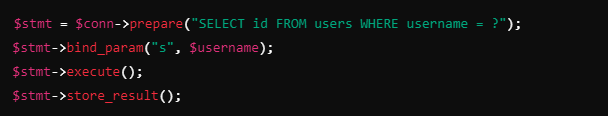 $stmt = $conn->prepare("SELECT id FROM users WHERE username = ?");
$stmt->bind_param("s", $username);
$stmt->execute();
$stmt->store_result();